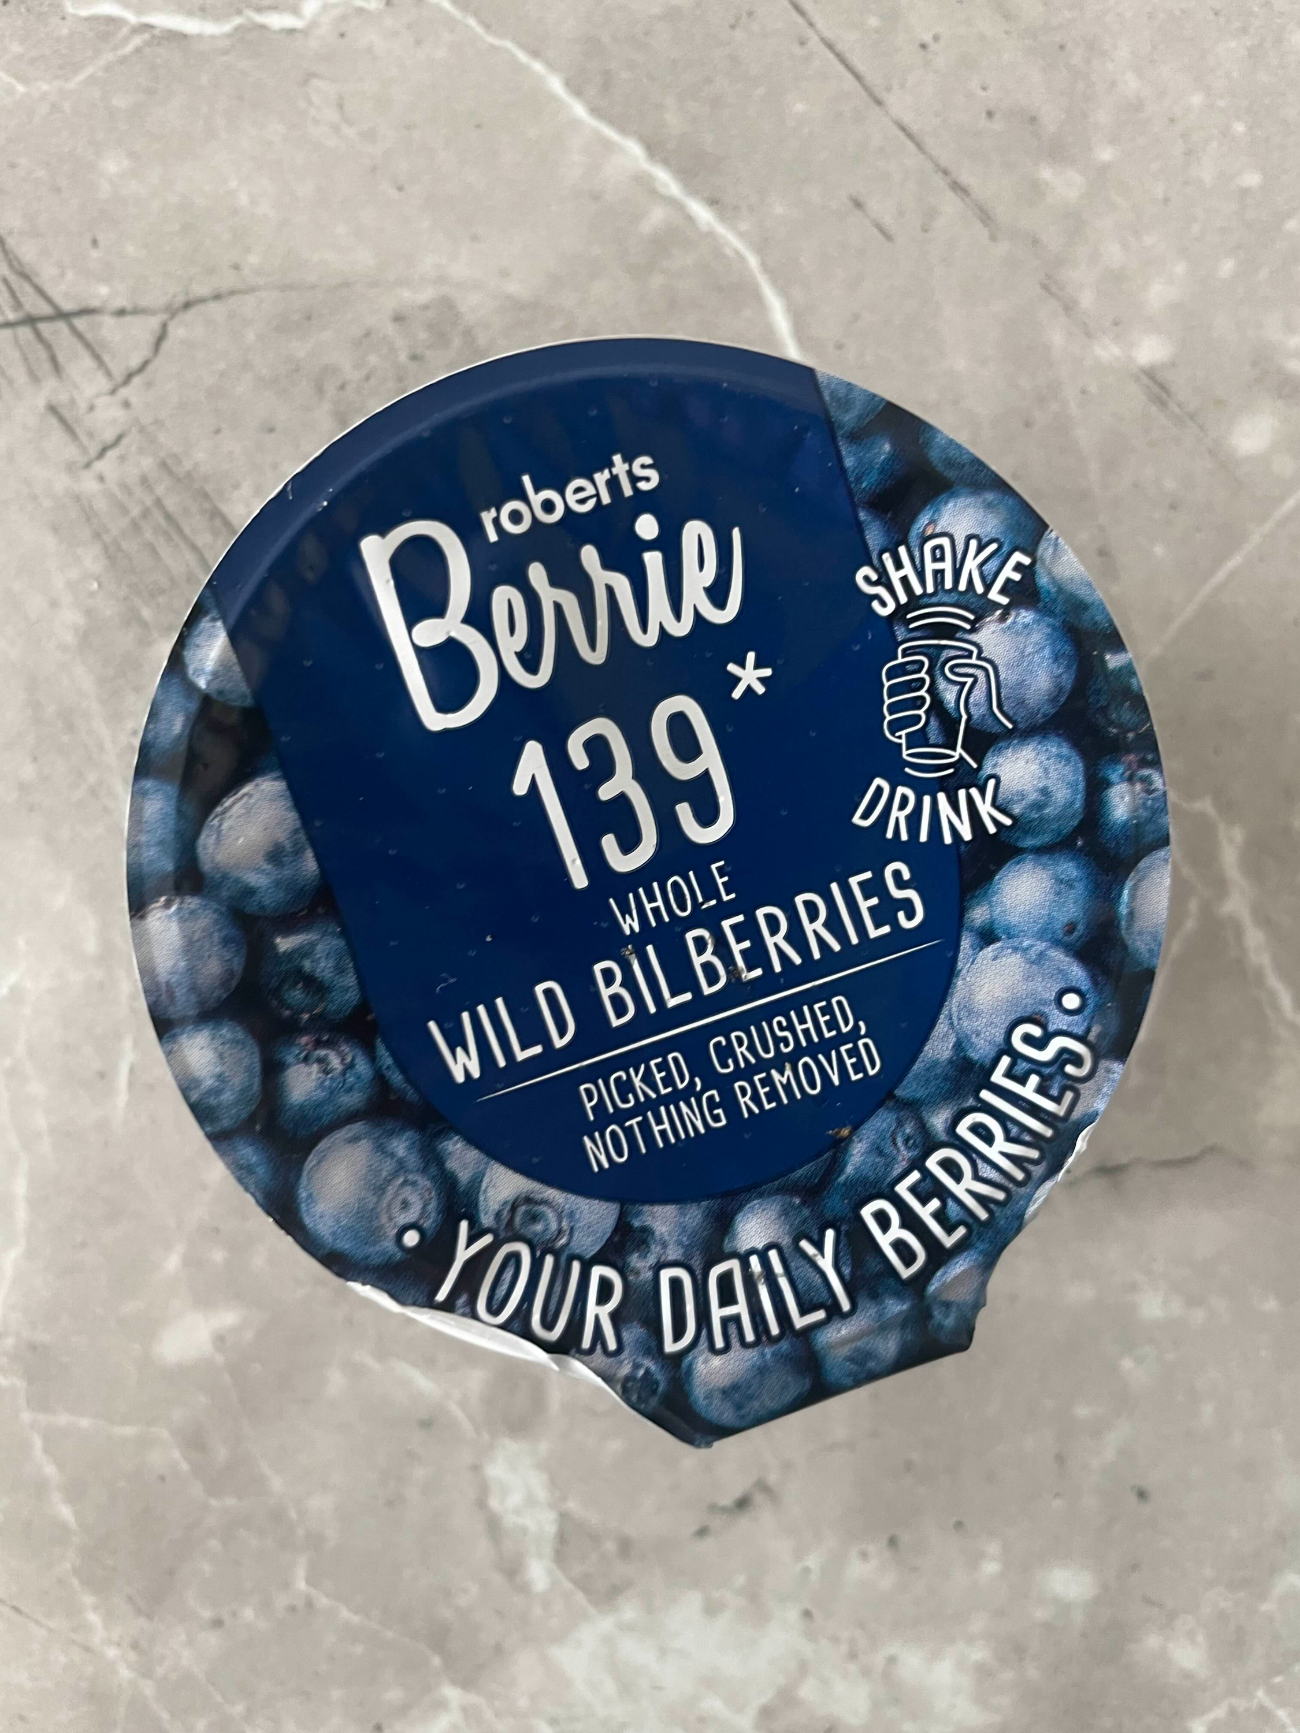 roberts
Berrie
139*
WHOLE
WILD BILBERRIES
PICKED, CRUSHED,
NOTHING REMOVED
SHAKE
DRINK
• YOUR DAILY BERRIES •